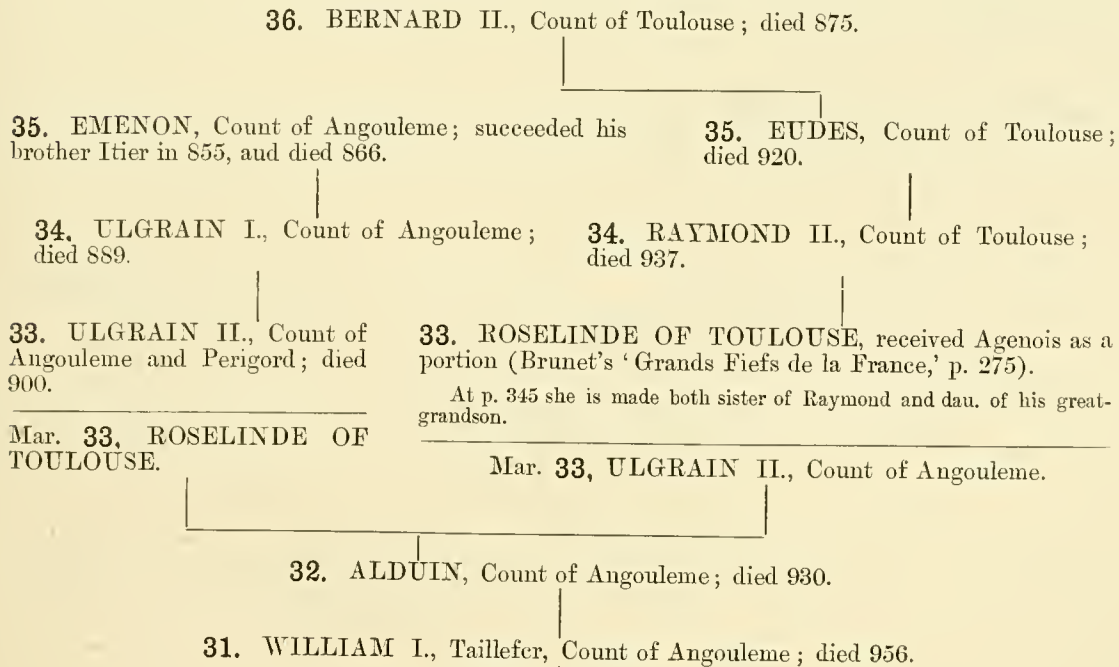 36. BERNARD II., Count of Toulouse; died 875.
35. EMENON, Count of Angouleme; succeeded his
brother Itier in 855, aud died 866.
35. EUDES, Count of Toulouse;
died 920.
34. ULGRAIN I., Count of Angouleme;
died 889.
34. RAYMOND II., Count of Toulouse;
died 937.
33. ULGRAIN II., Count of
Angouleme and Perigord; died
900.
33. ROSELINDE OF TOULOUSE, received Agenois as a
portion (Brunet's ‘Grands Fiefs de la France,’ p. 275).
At p. 345 she is made both sister of Raymond and dau. of his great-
grandson.
Mar. 33, ROSELINDE OF
TOULOUSE.
Mar. 33, ULGRAIN II., Count of Angouleme.
32. ALDUIN, Count of Angouleme; died 930.
31. WILLIAM I., Taillefer, Count of Angouleme; died 956.